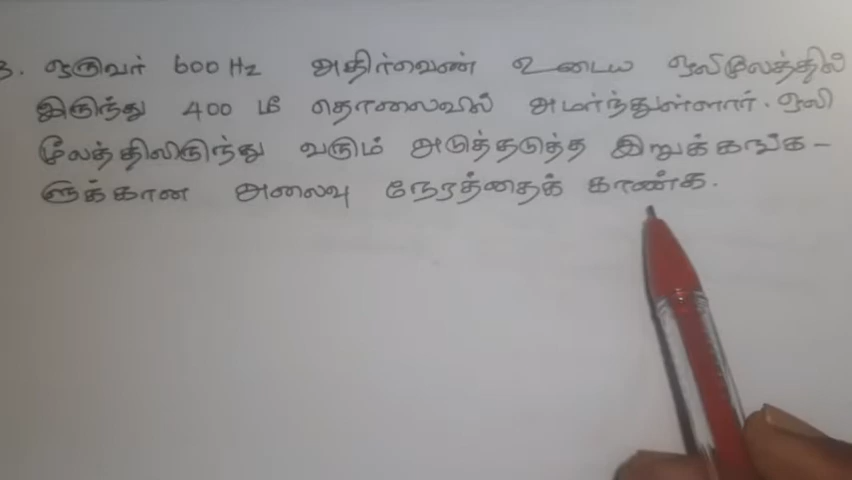 3. ஒருவர் 600 Hz அதிர்வெண் உடைய ஒலிமூலத்தில்
இருந்து 400 மீ தொலைவில் அமர்ந்துள்ளார். ஒலி
மூலத்திலிருந்து வரும் அடுத்தடுத்த இறுக்கங்க-
ளுக்கான அலைவு நேரத்தைக் காண்க.